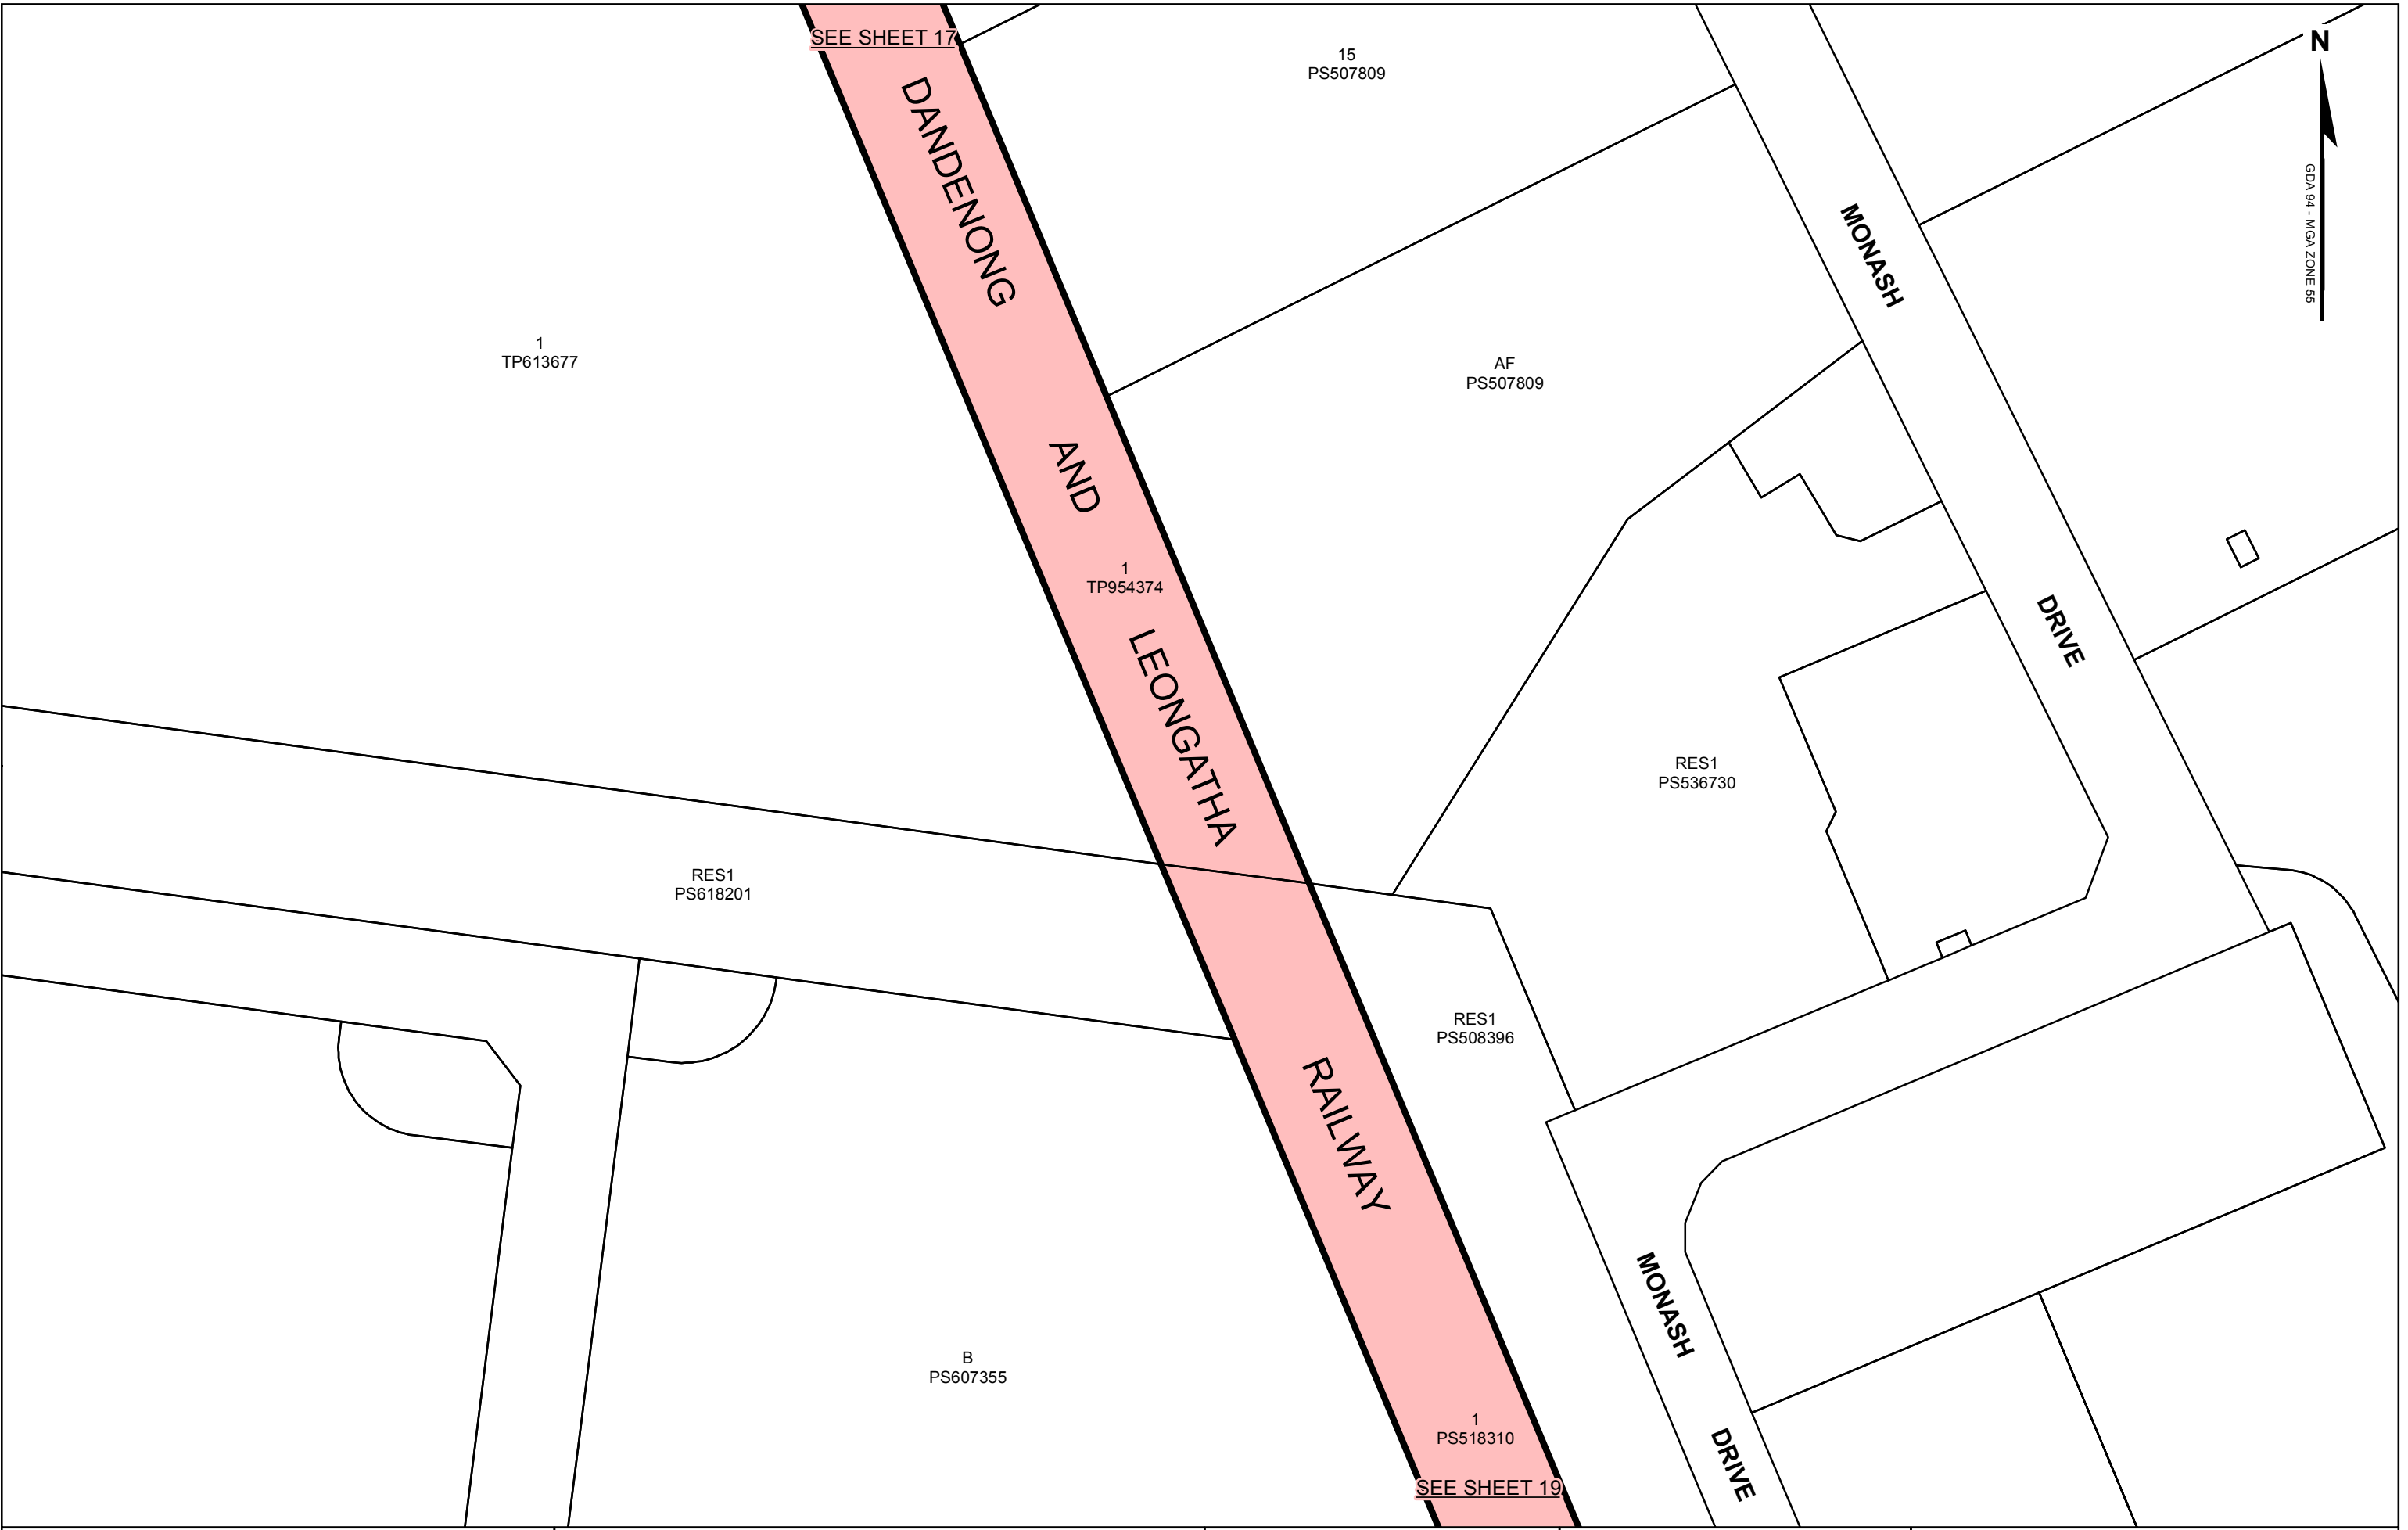 SEE SHEET 17
15
PS507809
N
GDA 94 - MGA ZONE 55
DANDENONG
MONASH
1
TP613677
AF
PS507809
AND
1
TP954374
DRIVE
LEONGATHA
RES1
PS536730
RES1
PS618201
RES1
PS508396
RAILWAY
MONASH
B
PS607355
1
PS518310
DRIVE
SEE SHEET 19